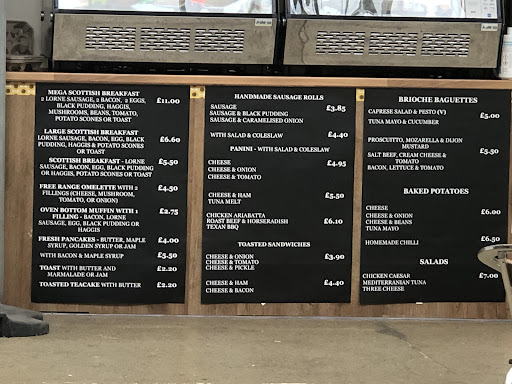 MEGA SCOTTISH BREAKFAST
2 LORNE SAUSAGE, 2 BACON, 2 EGGS, £11.00
BLACK PUDDING, HAGGIS,
MUSHROOMS, BEANS, TOMATO,
POTATO SCONES OR TOAST
LARGE SCOTTISH BREAKFAST
LORNE SAUSAGE, BACON, EGG, BLACK £6.60
PUDDING, HAGGIS & POTATO SCONES
OR TOAST
SCOTTISH BREAKFAST - LORNE £5.50
SAUSAGE, BACON, EGG, BLACK PUDDING
OR HAGGIS, POTATO SCONES OR TOAST
FREE RANGE OMELETTE WITH 2 £4.50
FILLINGS (CHEESE, MUSHROOM,
TOMATO, OR ONION)
OVEN BOTTOM MUFFIN WITH 1 £2.75
FILLING - BACON, LORNE
SAUSAGE, EGG, BLACK PUDDING OR
HAGGIS
FRESH PANCAKES - BUTTER, MAPLE £4.00
SYRUP, GOLDEN SYRUP OR JAM
WITH BACON & MAPLE SYRUP £5.50
TOAST WITH BUTTER AND £2.20
MARMALADE OR JAM
TOASTED TEACAKE WITH BUTTER £2.20
HANDMADE SAUSAGE ROLLS
SAUSAGE £3.85
SAUSAGE & BLACK PUDDING
SAUSAGE & CARAMELISED ONION
WITH SALAD & COLESLAW £4.40
PANINI - WITH SALAD & COLESLAW
CHEESE £4.95
CHEESE & ONION
CHEESE & TOMATO
CHEESE & HAM £5.50
TUNA MELT
CHICKEN ARIABATTA
ROAST BEEF & HORSERADISH £6.10
TEXAN BBQ
TOASTED SANDWICHES
CHEESE & ONION £3.90
CHEESE & TOMATO
CHEESE & PICKLE
CHEESE & HAM £4.40
CHEESE & BACON
BRIOCHE BAGUETTES
CAPRESE SALAD & PESTO (V) £5.00
TUNA MAYO & CUCUMBER
PROSCUITTO, MOZARELLA & DIJON £5.50
MUSTARD
SALT BEEF, CREAM CHEESE &
TOMATO
BACON, LETTUCE & TOMATO
BAKED POTATOES
CHEESE £6.00
CHEESE & ONION
CHEESE & BEANS
TUNA MAYO
HOMEMADE CHILLI £6.50
SALADS
CHICKEN CAESAR £7.00
MEDITERRANEAN TUNA
THREE CHEESE